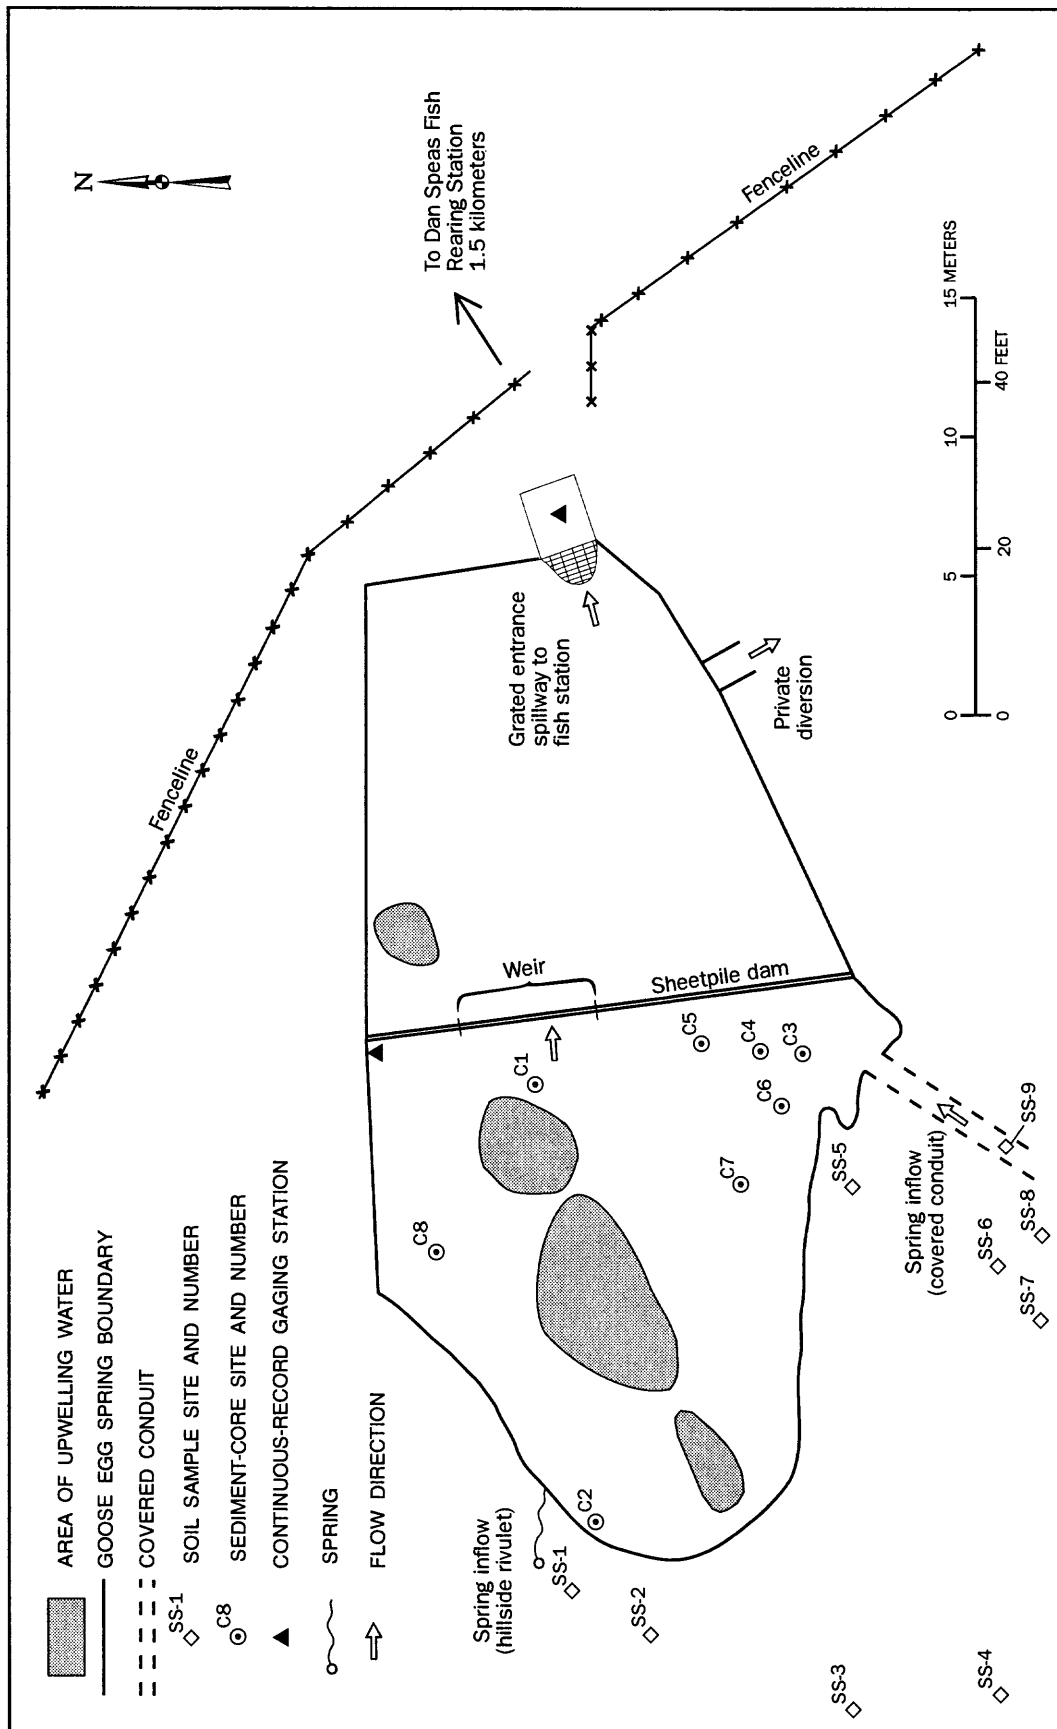 AREA OF UPWELLING WATER
GOOSE EGG SPRING BOUNDARY
COVERED CONDUIT
SS-1
SOIL SAMPLE SITE AND NUMBER
C8
SEDIMENT-CORE SITE AND NUMBER
CONTINUOUS-RECORD GAGING STATION
SPRING
FLOW DIRECTION
N
Fenceline
To Dan Speas Fish
Rearing Station
1.5 kilometers
Fenceline
Grated entrance
spillway to
fish station
Private
diversion
Weir
Sheetpile dam
C1
C5
C4
C3
C6
C7
C8
C2
Spring inflow
(hillside rivulet)
SS-1
SS-2
SS-3
SS-4
SS-5
SS-6
SS-7
SS-8
SS-9
Spring inflow
(covered conduit)
0 5 10 15 METERS
0 20 40 FEET